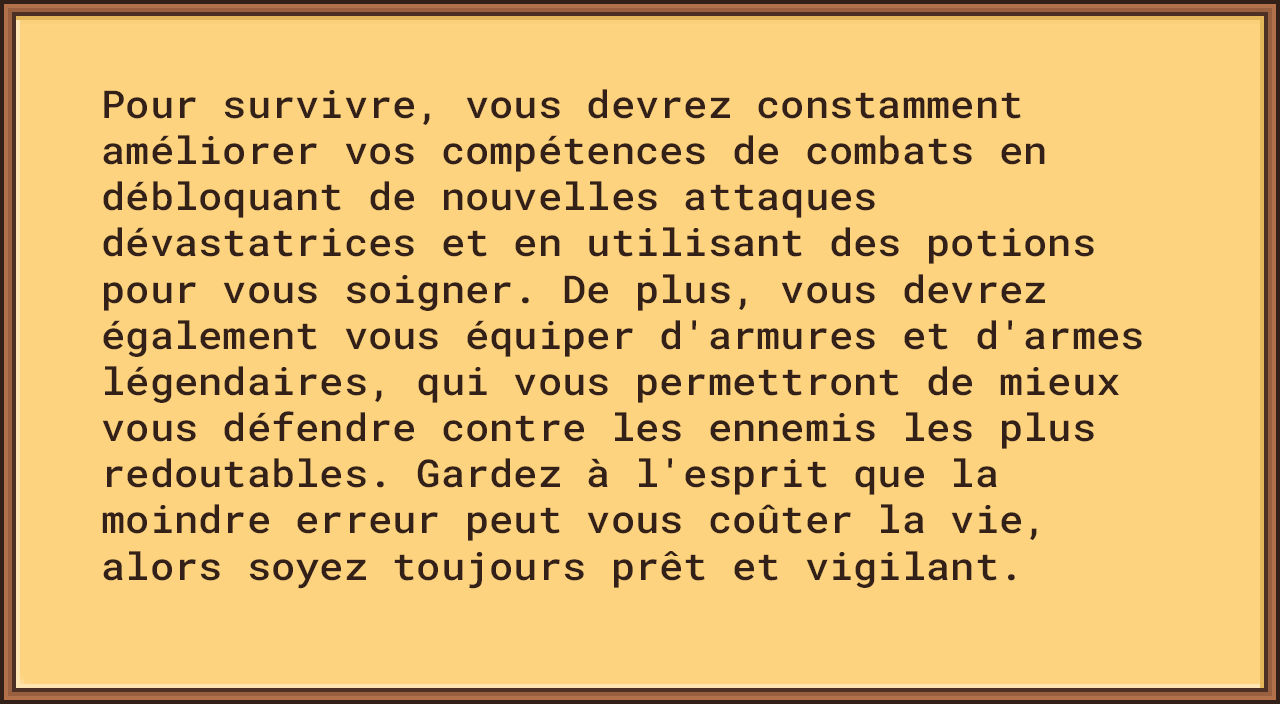 Pour survivre, vous devrez constamment
améliorer vos compétences de combats en
débloquant de nouvelles attaques
dévastatrices et en utilisant des potions
pour vous soigner. De plus, vous devrez
également vous équiper d'armures et d'armes
légendaires, qui vous permettront de mieux
vous défendre contre les ennemis les plus
redoutables. Gardez à l'esprit que la
moindre erreur peut vous coûter la vie,
alors soyez toujours prêt et vigilant.